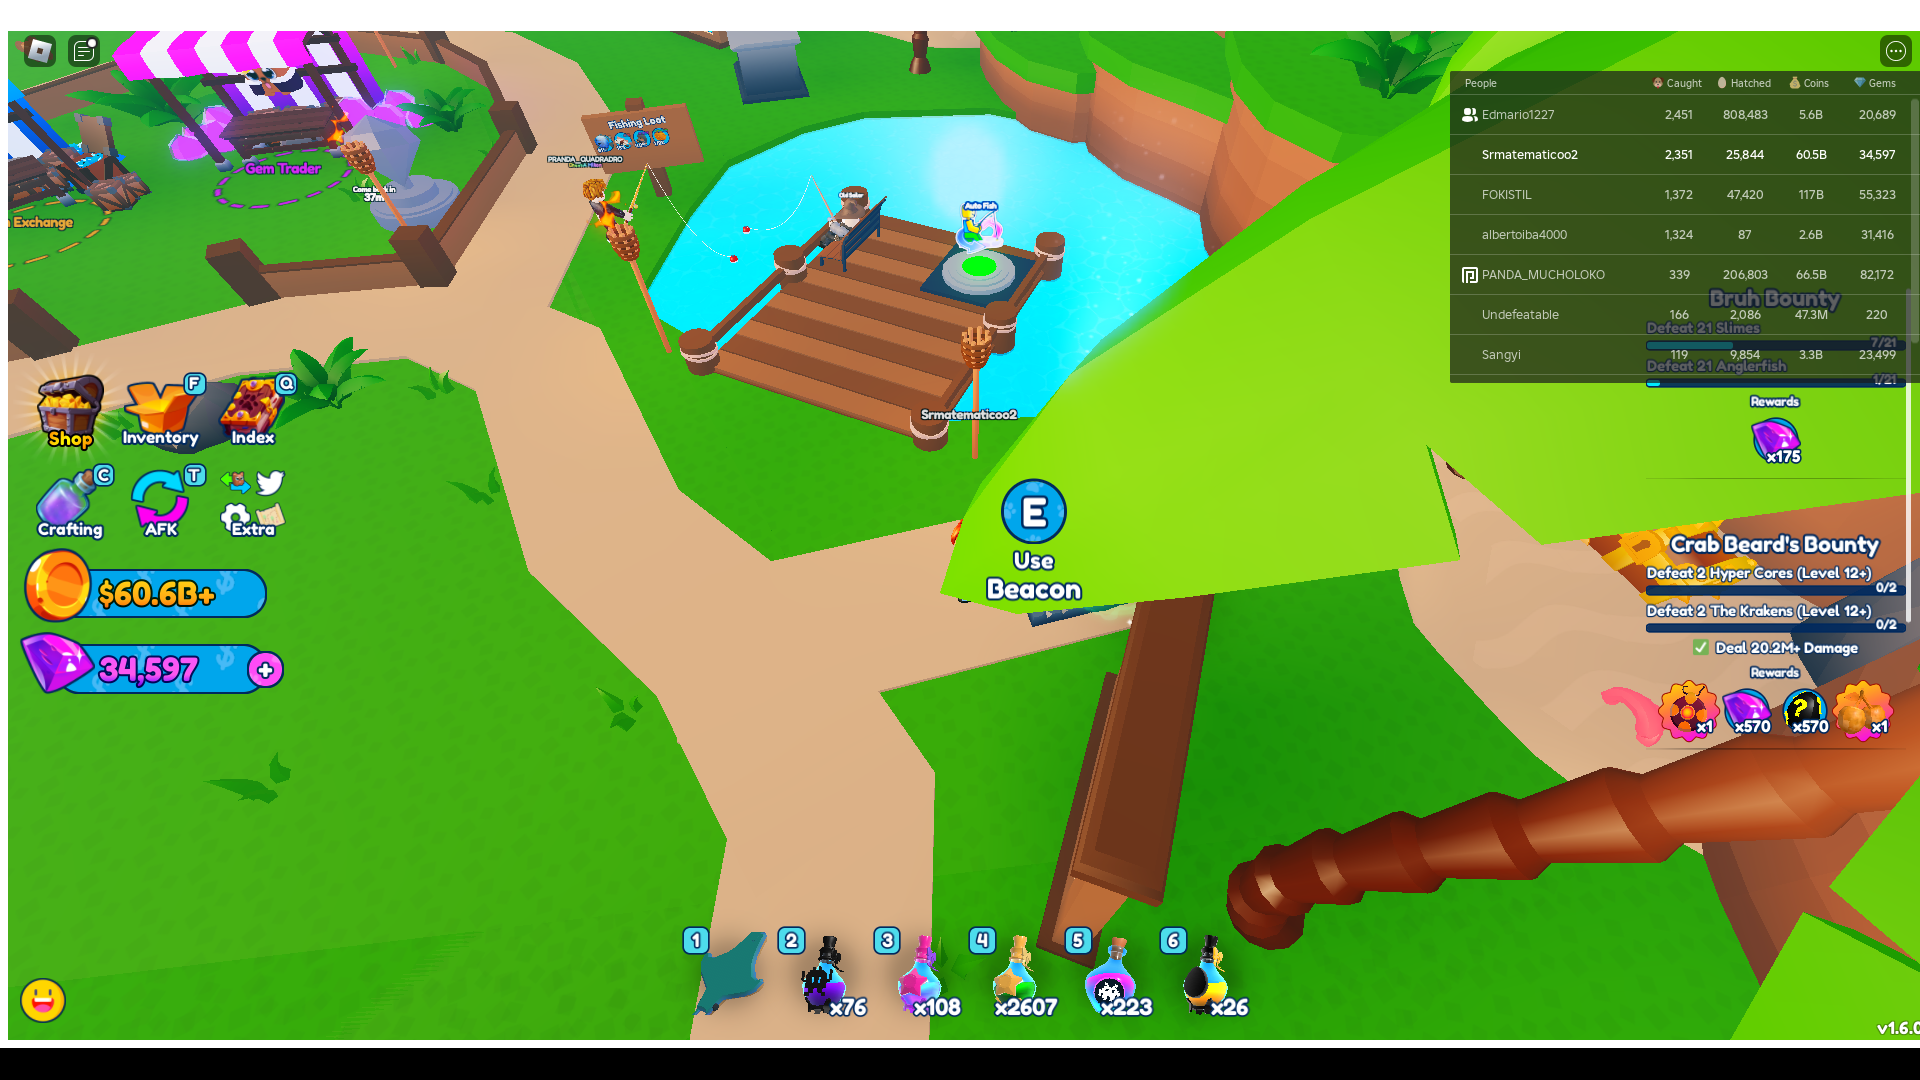 People Caught Hatched Coins Gems
Edmario1227 2,451 808,483 5.6B 20,689
Srmatematicoo2 2,351 25,844 60.5B 34,597
FOKISTIL 1,372 47,420 117B 55,323
albertoiba4000 1,324 87 2.6B 31,416
PANDA_MUCHOLOKO 339 206,803 66.5B 82,172
Undefeatable 166 2,086 47.3M 220
Sangyi 119 9,854 3.3B 23,499
Bruh Bounty
Defeat 21 Slimes
7/21
Defeat 21 Anglerfish
1/21
Rewards
x175
Crab Beard's Bounty
Defeat 2 Hyper Cores (Level 12+)
0/2
Defeat 2 The Krakens (Level 12+)
0/2
Deal 20.2M+ Damage
Rewards
x1 x570 x570 x1
Fishing Loot
PRANDA_QUADRADRO
Gem Trader
Come back in
37m
Exchange
Old Sailor
Auto Fish
Srmatematicoo2
E
Use
Beacon
F Q
Shop Inventory Index
C T
Crafting AFK Extra
$60.6B+
34,597
+
1 2 3 4 5 6
x76 x108 x2607 x223 x26
v1.6.0